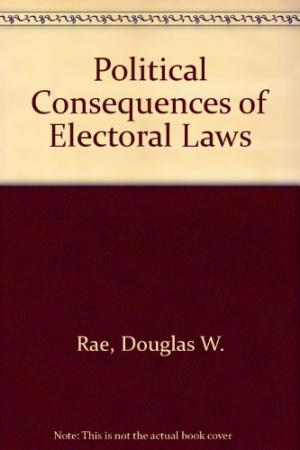 Political
Consequences of
Electoral Laws
Rae, Douglas W.
Note: This is not the actual book cover